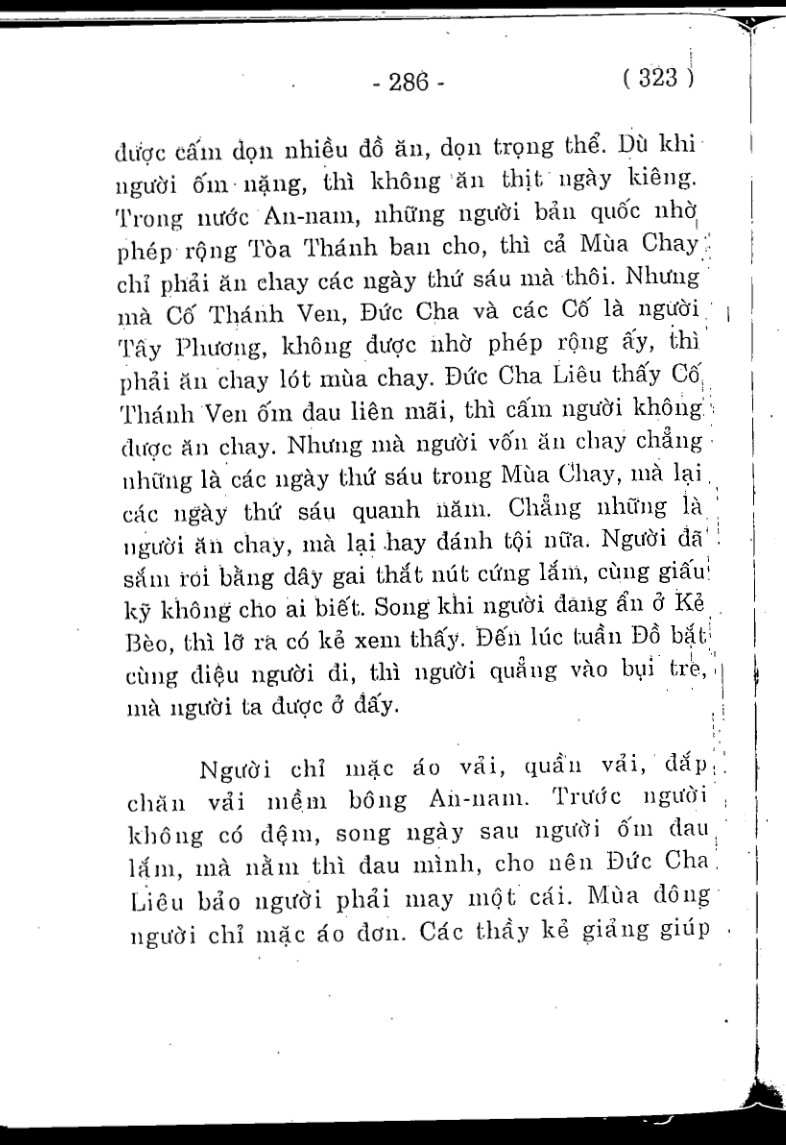 - 286 -
( 323 )
được cấm dọn nhiều đồ ăn, dọn trọng thể. Dù khi
người ốm nặng, thì không ăn thịt ngày kiêng.
Trong nước An-nam, những người bản quốc nhờ
phép rộng Tòa Thánh ban cho, thì cả Mùa Chay
chỉ phải ăn chay các ngày thứ sáu mà thôi. Nhưng
mà Cố Thánh Ven, Đức Cha và các Cố là người
Tây Phương, không được nhờ phép rộng ấy, thì
phải ăn chay lót mùa chay. Đức Cha Liêu thấy Cố
Thánh Ven ốm đau liên mãi, thì cấm người không
được ăn chay. Nhưng mà người vốn ăn chay chẳng
những là các ngày thứ sáu trong Mùa Chay, mà lại
các ngày thứ sáu quanh năm. Chẳng những là
người ăn chay, mà lại hay đánh tội nữa. Người đã
sắm roi bằng dây gai thắt nút cứng lắm, cùng giấu
kỹ không cho ai biết. Song khi người đang ẩn ở Kẻ
Bèo, thì lỡ ra có kẻ xem thấy. Đến lúc tuần Đồ bắt
cùng điệu người đi, thì người quẳng vào bụi tre,
mà người ta được ở đấy.
Người chỉ mặc áo vải, quần vải, đắp
chăn vải mềm bông An-nam. Trước người
không có đệm, song ngày sau người ốm đau
lắm, mà nằm thì đau mình, cho nên Đức Cha
Liêu bảo người phải may một cái. Mùa đông
người chỉ mặc áo đơn. Các thầy kẻ giảng giúp